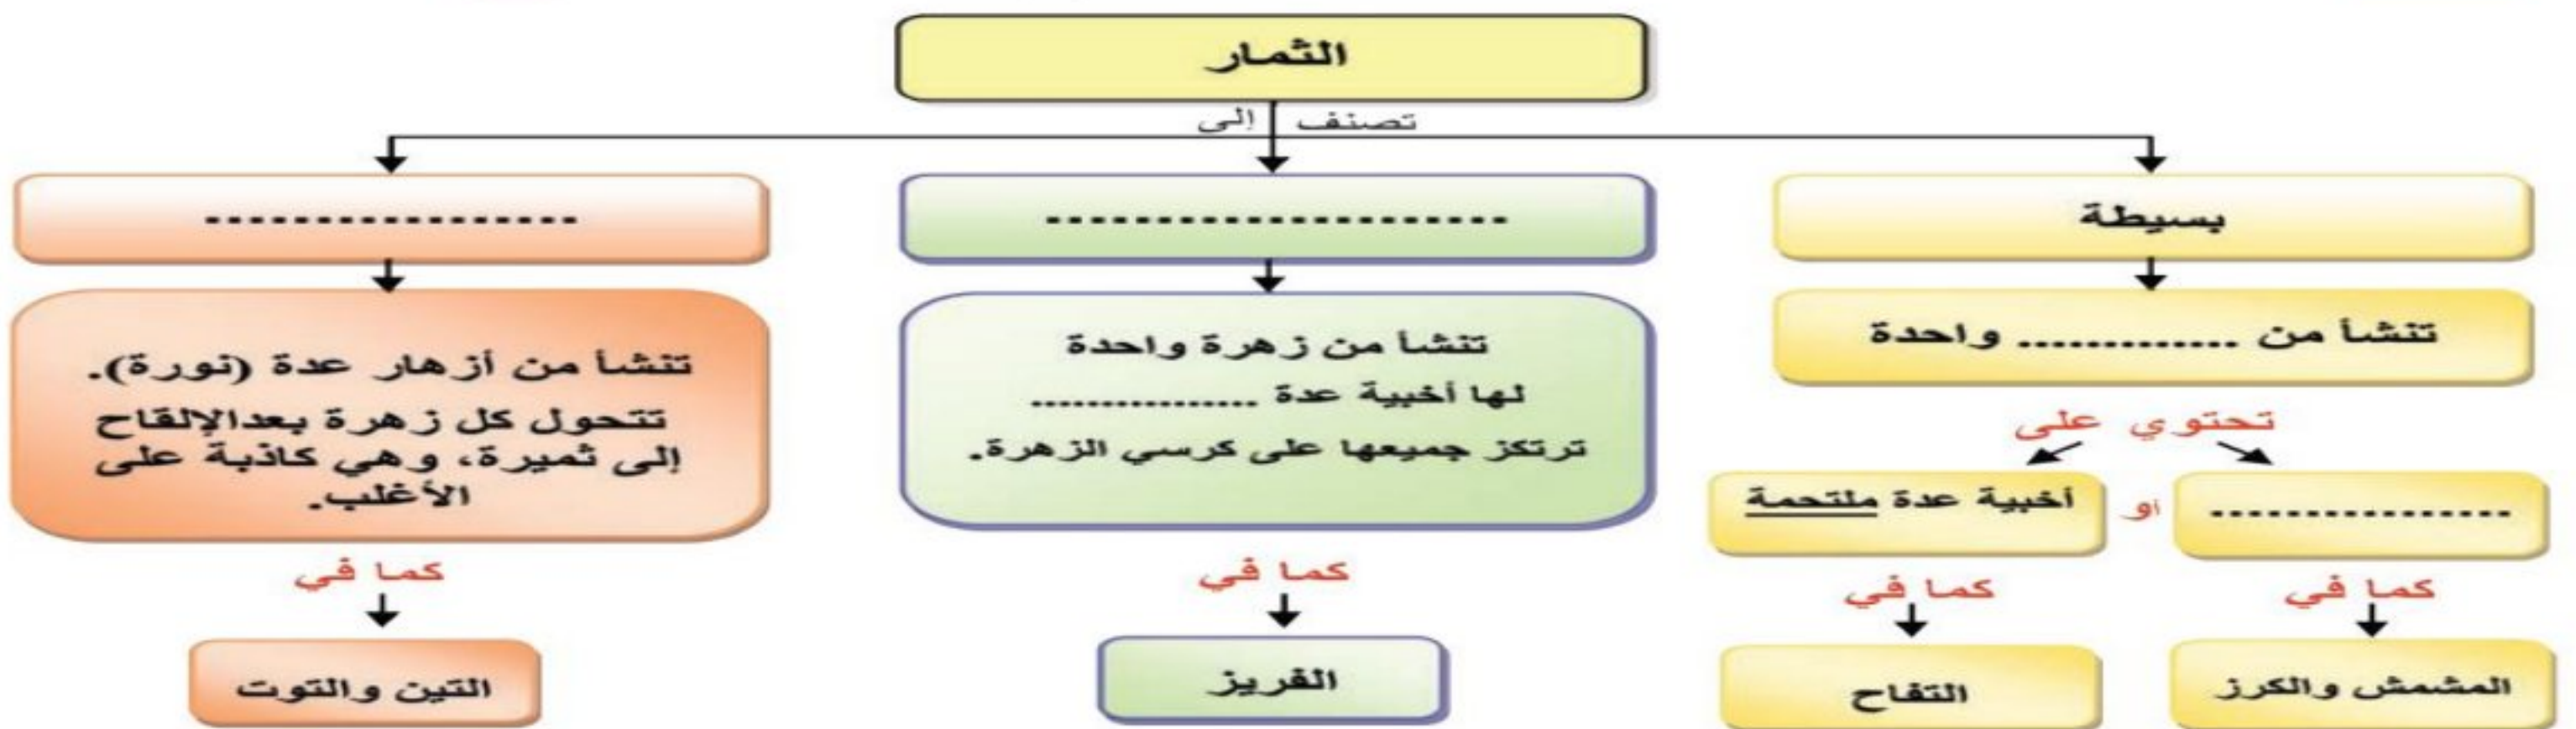 الثمار
تصنف إلى
بسيطة
تنشأ من ............. واحدة
تحتوي على
................ أو أخبية عدة ملتحمة
كما في
المشمش والكرز
كما في
التفاح
.....................
تنشأ من زهرة واحدة
لها أخبية عدة ................
ترتكز جميعها على كرسي الزهرة.
كما في
الفريز
.................
تنشأ من أزهار عدة (نورة).
تتحول كل زهرة بعدالإلقاح
إلى ثميرة، وهي كاذبة على
الأغلب.
كما في
التين والتوت